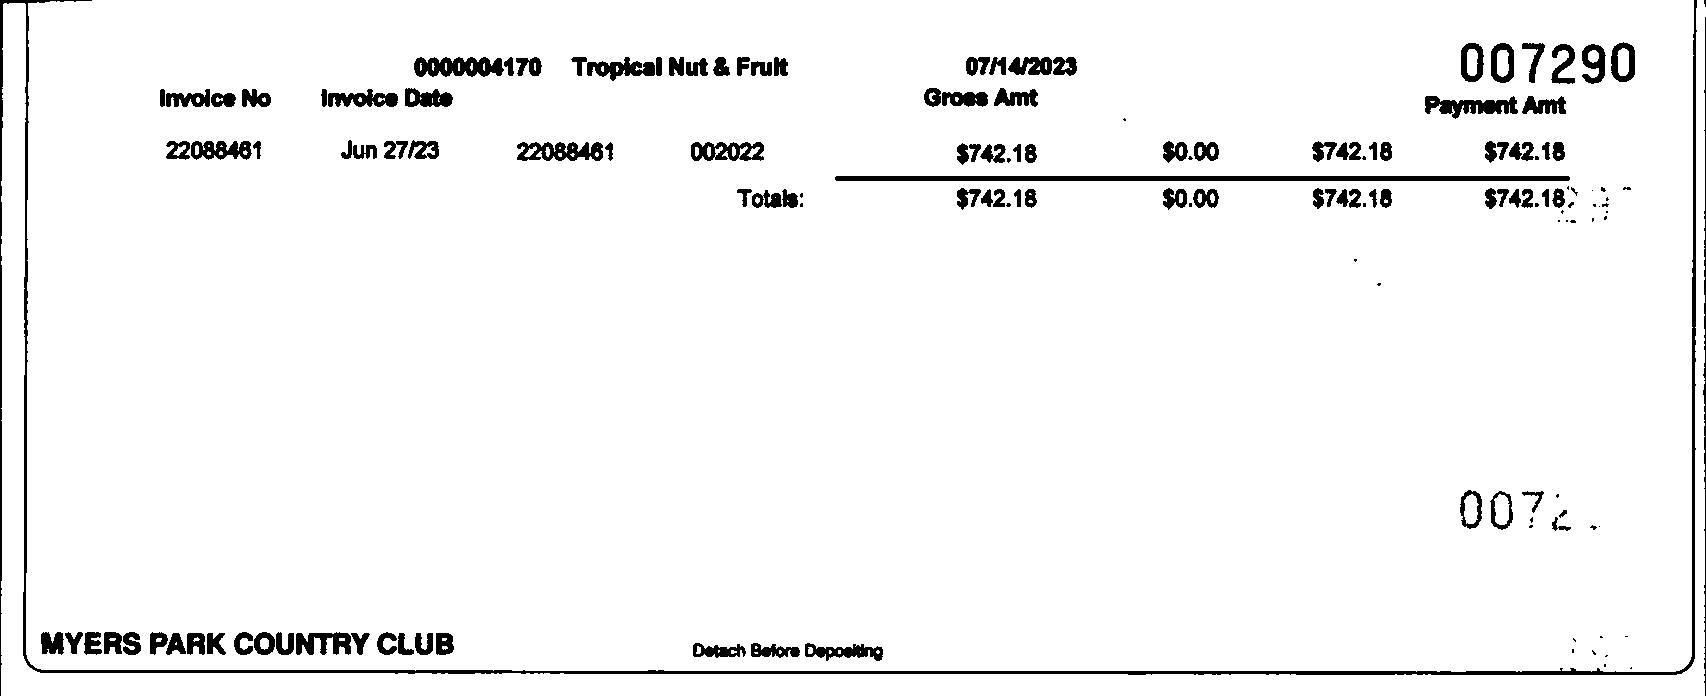 0000004170 Tropical Nut & Fruit 07/14/2023 007290
Invoice No Invoice Date Gross Amt Payment Amt
22088461 Jun 27/23 22088461 002022 $742.18 $0.00 $742.18 $742.18
Totals: $742.18 $0.00 $742.18 $742.18
MYERS PARK COUNTRY CLUB Detach Before Depositing